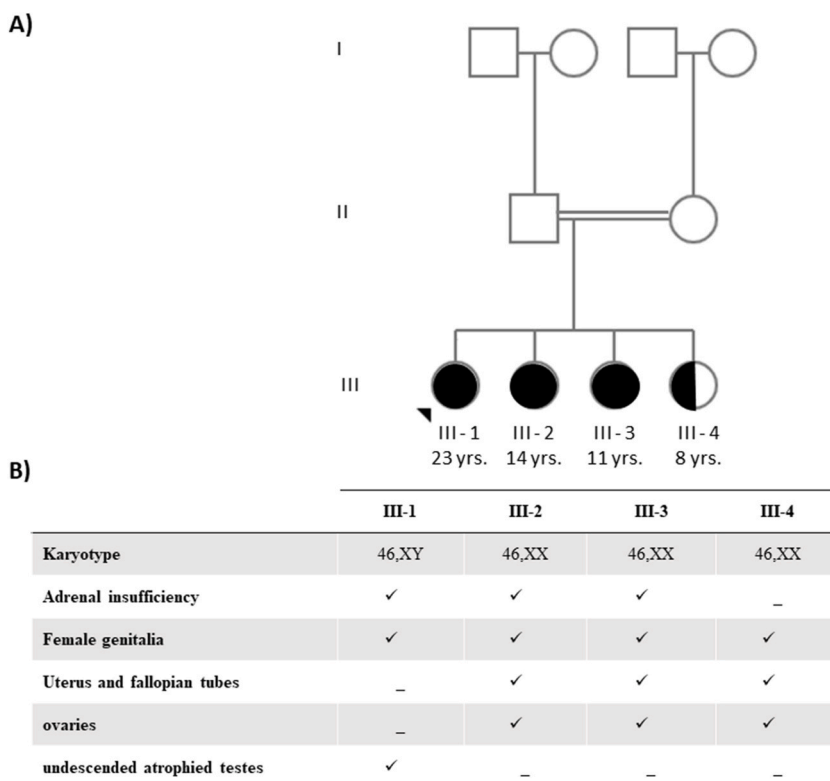 A)
I
II
III
III - 1 III - 2 III - 3 III - 4
23 yrs. 14 yrs. 11 yrs. 8 yrs.
B)
III-1 III-2 III-3 III-4
Karyotype 46,XY 46,XX 46,XX 46,XX
Adrenal insufficiency ✓ ✓ ✓ _
Female genitalia ✓ ✓ ✓ ✓
Uterus and fallopian tubes _ ✓ ✓ ✓
ovaries _ ✓ ✓ ✓
undescended atrophied testes ✓ _ _ _